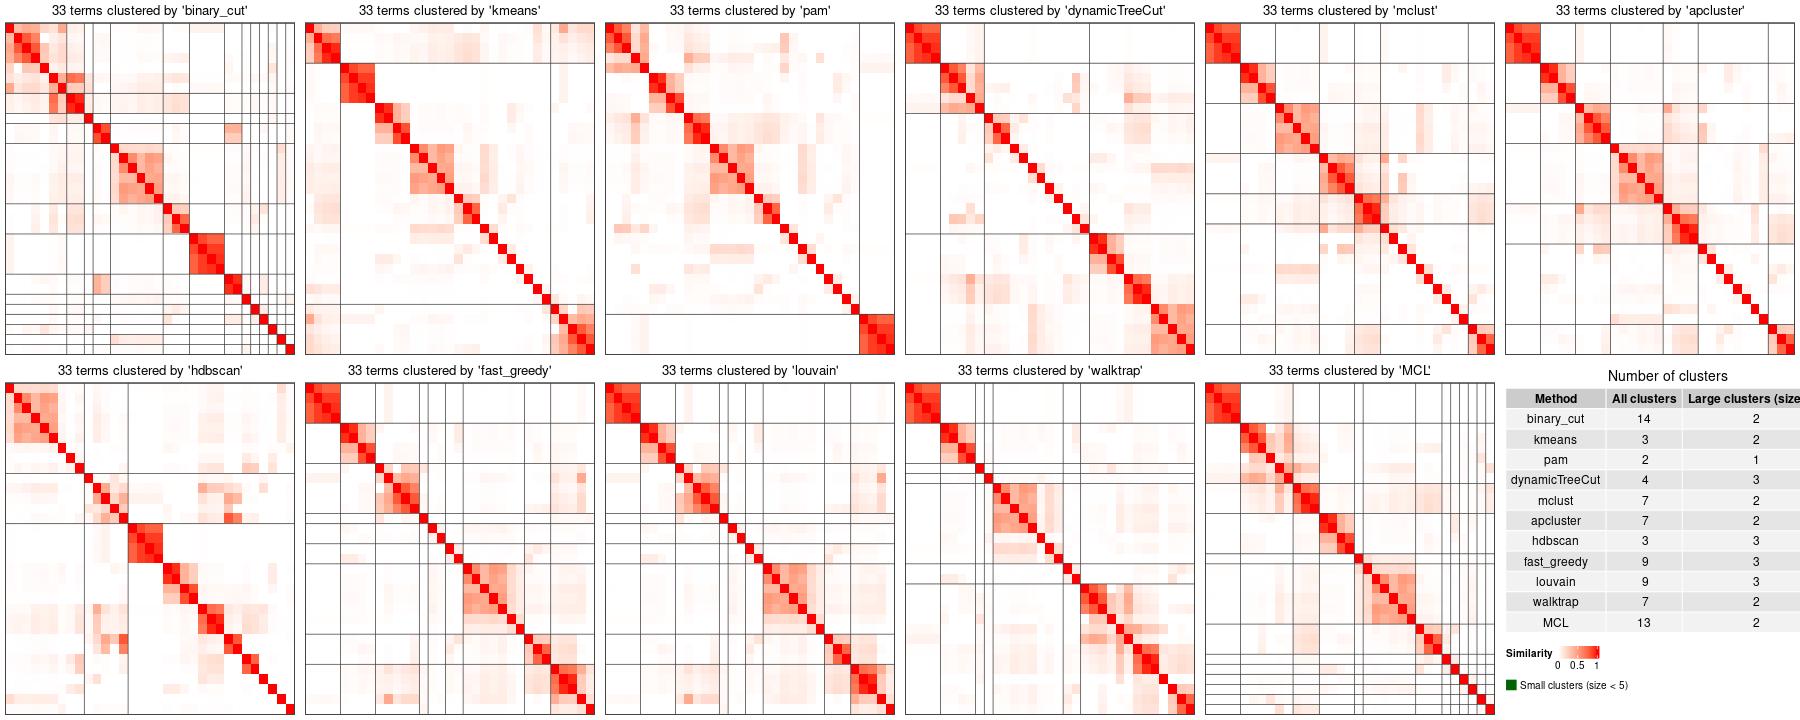 33 terms clustered by 'binary_cut'
33 terms clustered by 'kmeans'
33 terms clustered by 'pam'
33 terms clustered by 'dynamicTreeCut'
33 terms clustered by 'mclust'
33 terms clustered by 'apcluster'
33 terms clustered by 'hdbscan'
33 terms clustered by 'fast_greedy'
33 terms clustered by 'louvain'
33 terms clustered by 'walktrap'
33 terms clustered by 'MCL'
Number of clusters
Method All clusters Large clusters (size
binary_cut 14 2
kmeans 3 2
pam 2 1
dynamicTreeCut 4 3
mclust 7 2
apcluster 7 2
hdbscan 3 3
fast_greedy 9 3
louvain 9 3
walktrap 7 2
MCL 13 2
Similarity
0 0.5 1
Small clusters (size < 5)